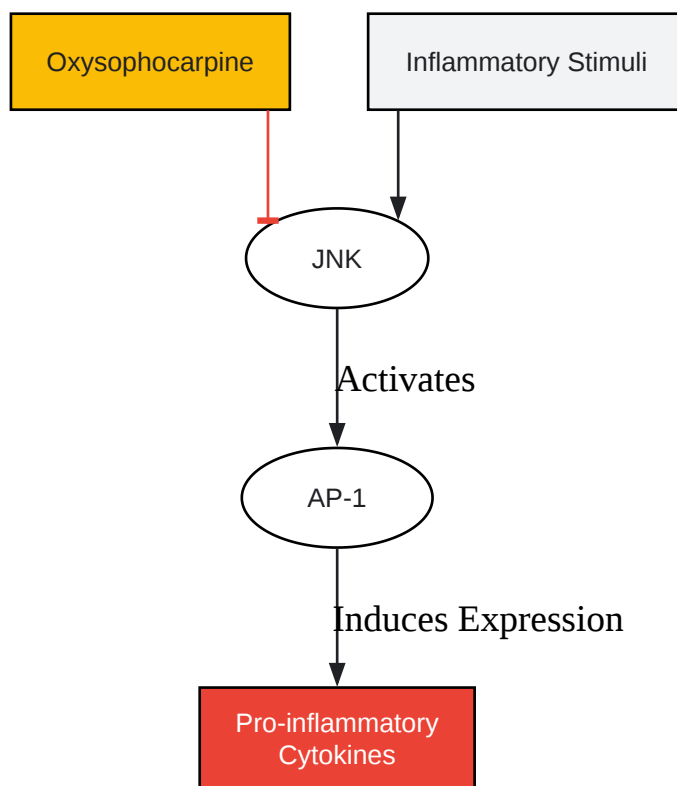 Oxysophocarpine
Inflammatory Stimuli
JNK
Activates
AP-1
Induces Expression
Pro-inflammatory
Cytokines